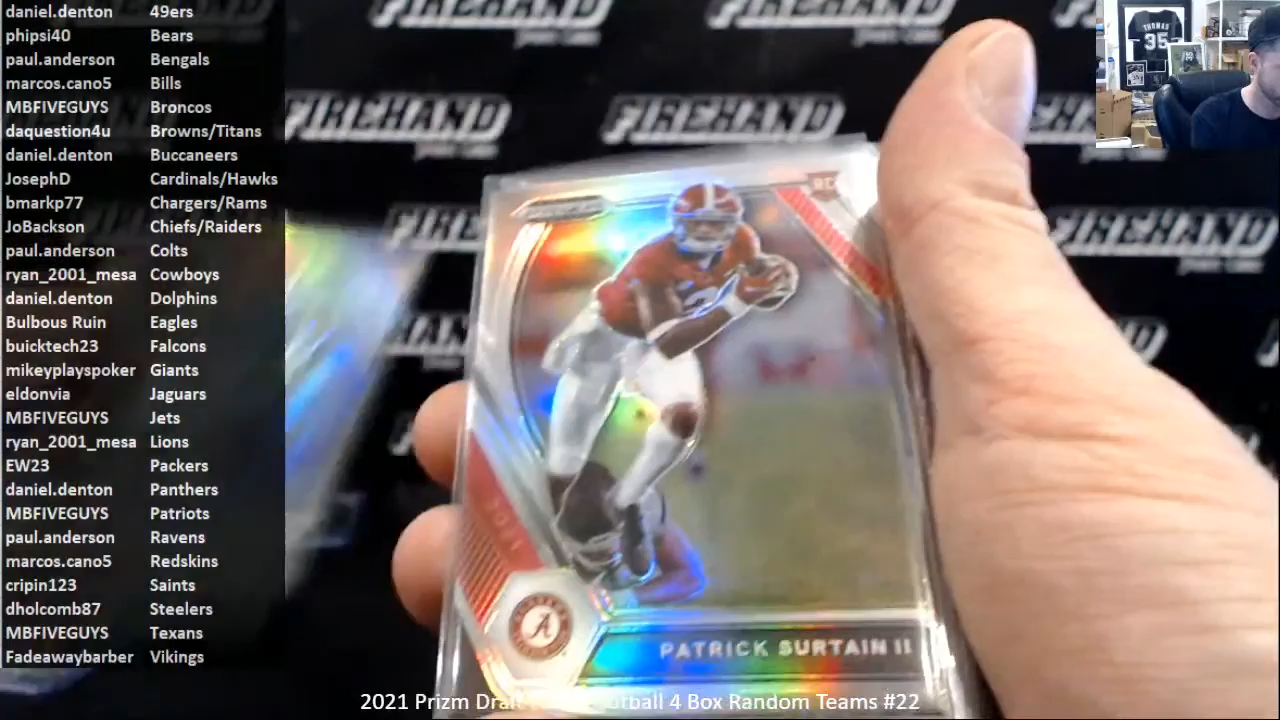 daniel.denton 49ers
phipsi40 Bears
paul.anderson Bengals
marcos.cano5 Bills
MBFIVEGUYS Broncos
daquestion4u Browns/Titans
daniel.denton Buccaneers
JosephD Cardinals/Hawks
bmarkp77 Chargers/Rams
JoBackson Chiefs/Raiders
paul.anderson Colts
ryan_2001_mesa Cowboys
daniel.denton Dolphins
Bulbous Ruin Eagles
buicktech23 Falcons
mikeyplayspoker Giants
eldonvia Jaguars
MBFIVEGUYS Jets
ryan_2001_mesa Lions
EW23 Packers
daniel.denton Panthers
MBFIVEGUYS Patriots
paul.anderson Ravens
marcos.cano5 Redskins
cripin123 Saints
dholcomb87 Steelers
MBFIVEGUYS Texans
Fadeawaybarber Vikings
FIREHAND
FIREHAND
FIREHAND
RC
A
PATRICK SURTAIN II
THOMAS
35
2021 Prizm Draft 4 Box Random Teams #22